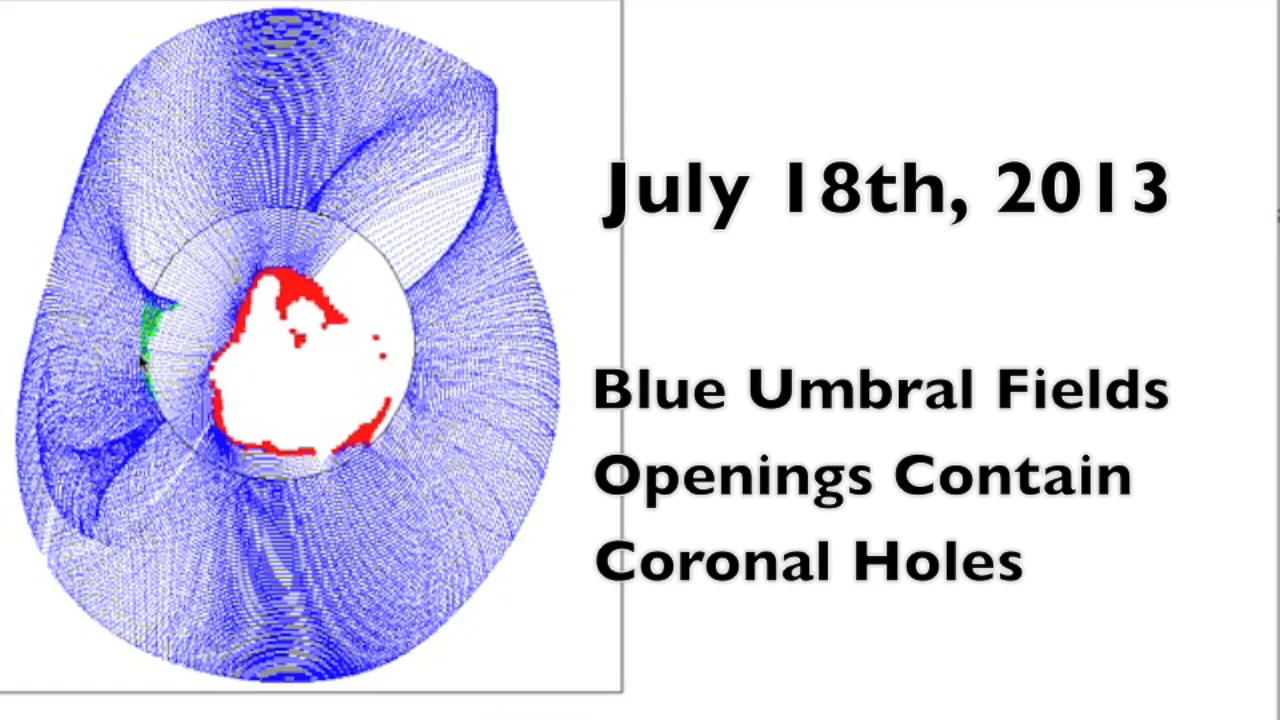 July 18th, 2013
Blue Umbral Fields
Openings Contain
Coronal Holes